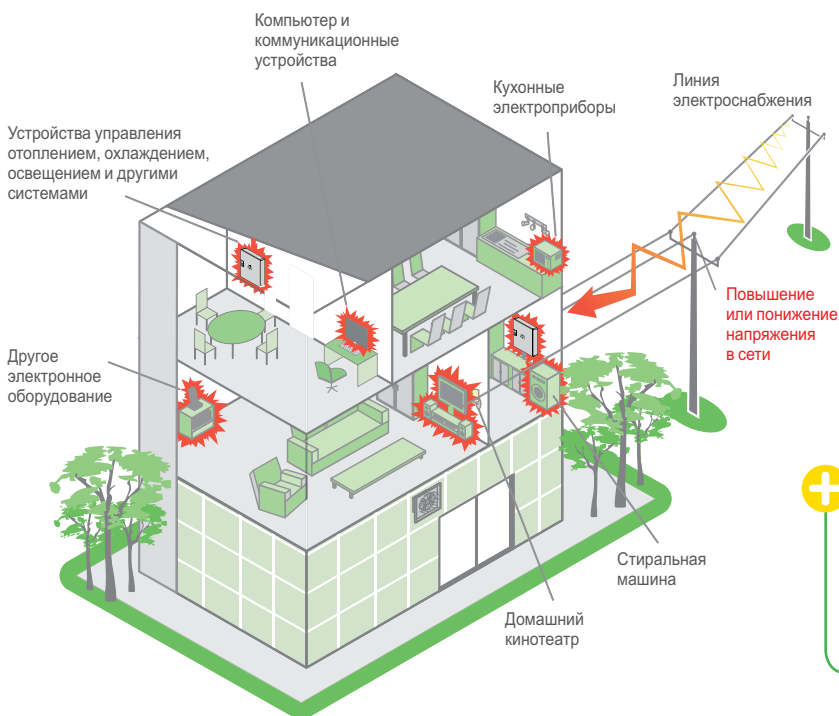 Компьютер и
коммуникационные
устройства
Кухонные
электроприборы
Линия
электроснабжения
Устройства управления
отоплением, охлаждением,
освещением и другими
системами
Повышение
или понижение
напряжения
в сети
Другое
электронное
оборудование
Стиральная
машина
Домашний
кинотеатр